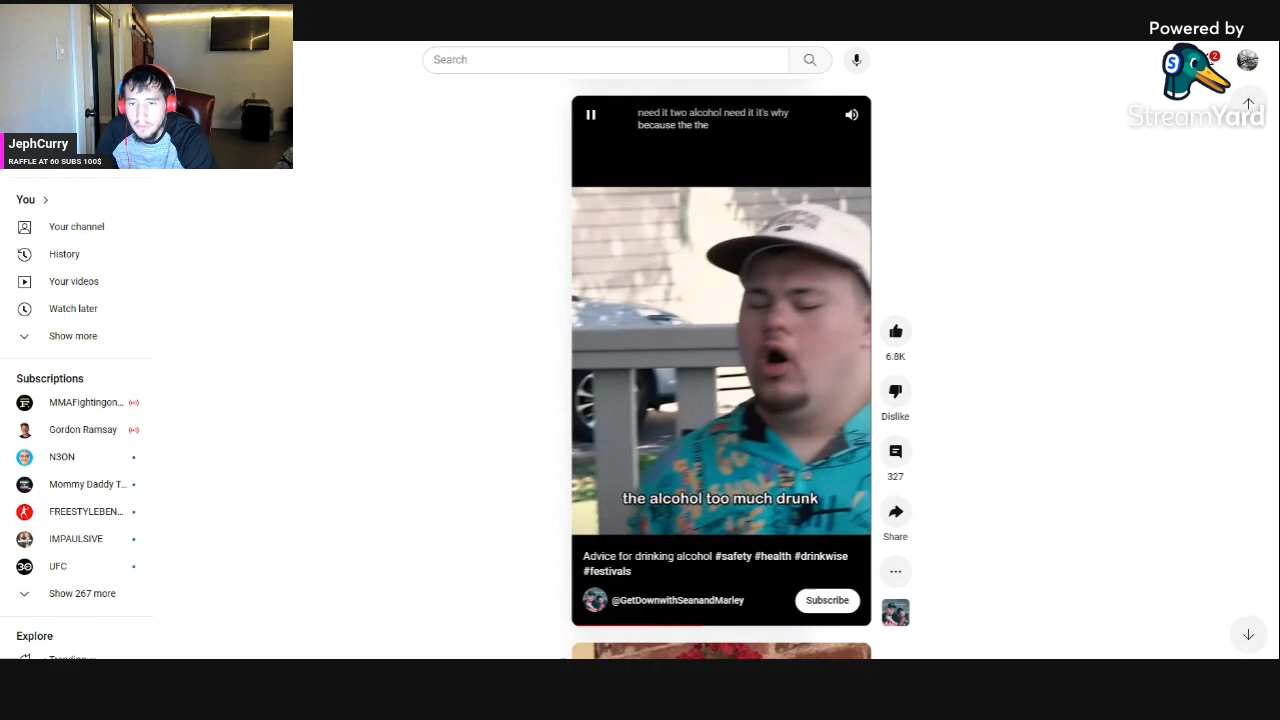 Powered by
StreamYard
JephCurry
RAFFLE AT 60 SUBS 100$
Search
2
You
Your channel
History
Your videos
Watch later
Show more
Subscriptions
MMAFightingon...
Gordon Ramsay
N3ON
Mommy Daddy T...
FREESTYLEBEN...
IMPAULSIVE
UFC
Show 267 more
Explore
need it two alcohol need it it's why
because the the
the alcohol too much drunk
Advice for drinking alcohol #safety #health #drinkwise
#festivals
@GetDownwithSeanandMarley
Subscribe
6.8K
Dislike
327
Share